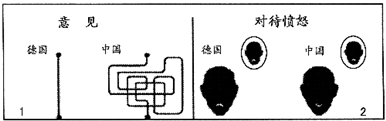 意 见
德国 中国
1
对待愤怒
德国 中国
2